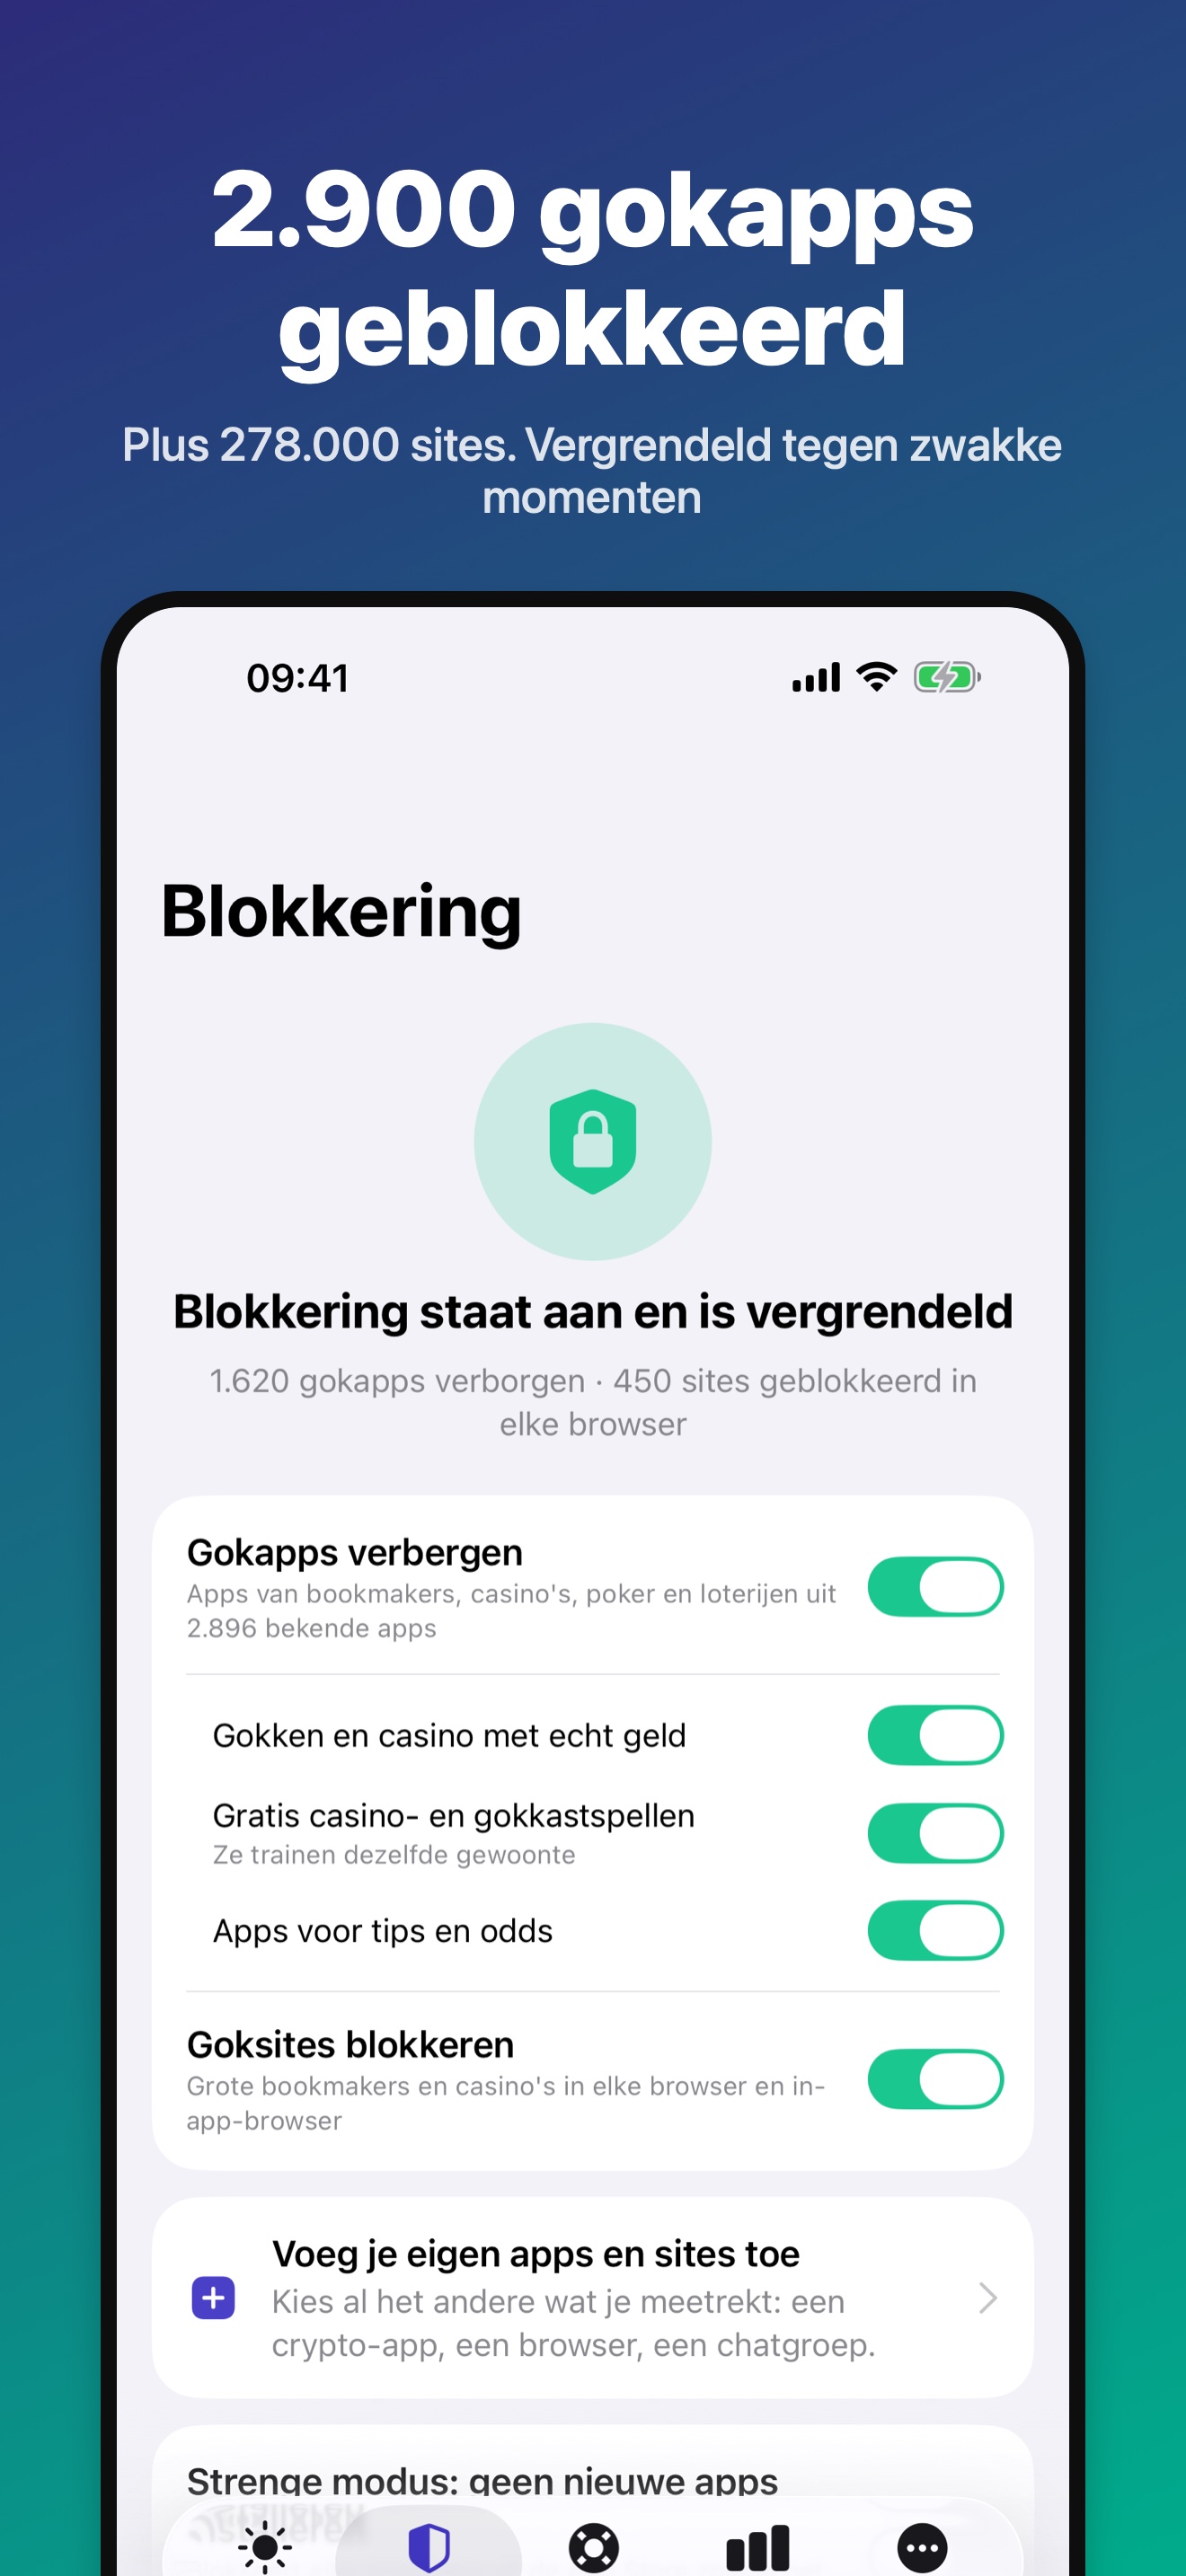 2.900 gokapps
geblokkeerd
Plus 278.000 sites. Vergrendeld tegen zwakke
momenten
09:41
Blokkering
Blokkering staat aan en is vergrendeld
1.620 gokapps verborgen · 450 sites geblokkeerd in
elke browser
Gokapps verbergen
Apps van bookmakers, casino's, poker en loterijen uit
2.896 bekende apps
Gokken en casino met echt geld
Gratis casino- en gokkastspellen
Ze trainen dezelfde gewoonte
Apps voor tips en odds
Goksites blokkeren
Grote bookmakers en casino's in elke browser en in-
app-browser
Voeg je eigen apps en sites toe
Kies al het andere wat je meetrekt: een
crypto-app, een browser, een chatgroep.
Strenge modus: geen nieuwe apps